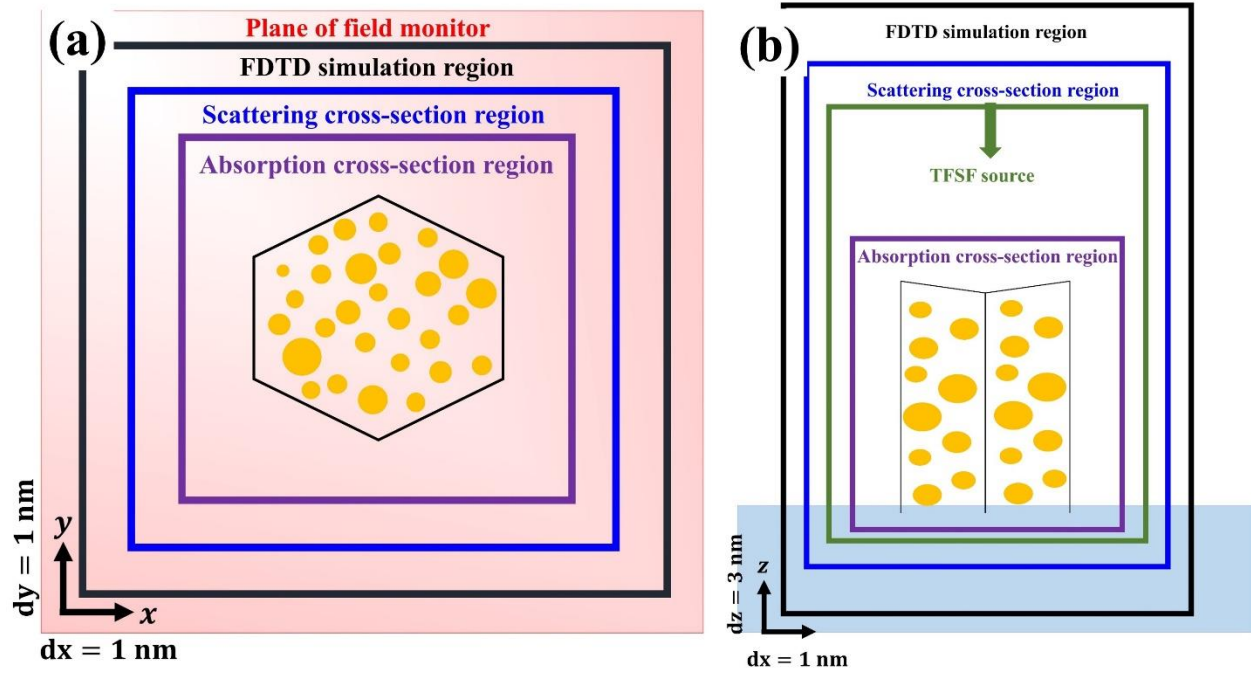 (a)
Plane of field monitor
FDTD simulation region
Scattering cross-section region
Absorption cross-section region
y
x
dy = 1 nm
dx = 1 nm
(b)
FDTD simulation region
Scattering cross-section region
TFSF source
Absorption cross-section region
z
dz = 3 nm
dx = 1 nm